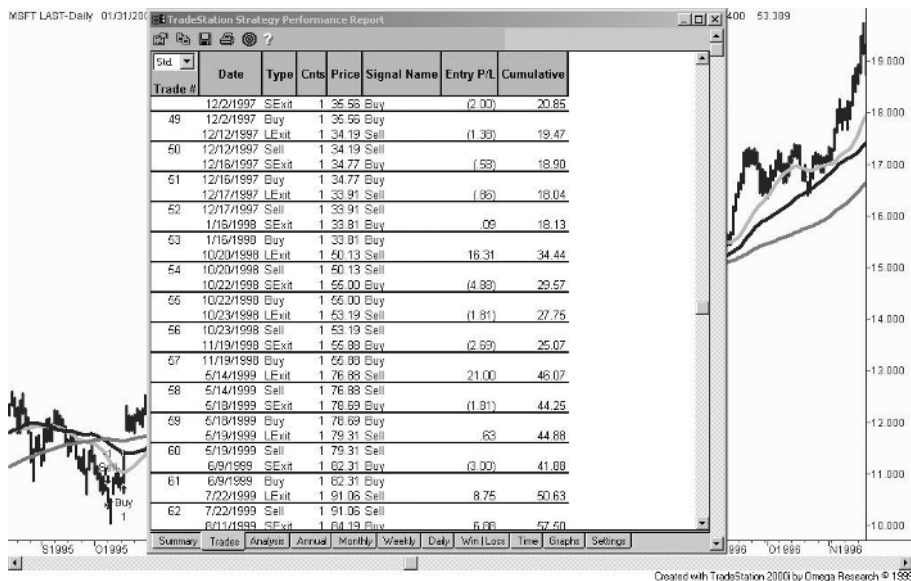 MSFT LAST-Daily 01/31/200
TradeStation Strategy Performance Report
400 53.389
Std.
Trade #
Date Type Cnts Price Signal Name Entry P/L Cumulative
12/2/1997 SExit 1 35.56 Buy (2.00) 20.85
49 12/2/1997 Buy 1 35.56 Buy
12/12/1997 LExit 1 34.19 Sell (1.38) 19.47
50 12/12/1997 Sell 1 34.19 Sell
12/16/1997 SExit 1 34.77 Buy (.58) 18.90
51 12/16/1997 Buy 1 34.77 Buy
12/17/1997 LExit 1 33.91 Sell (.86) 18.04
52 12/17/1997 Sell 1 33.91 Sell
1/16/1998 SExit 1 33.81 Buy .09 18.13
53 1/16/1998 Buy 1 33.81 Buy
10/20/1998 LExit 1 50.13 Sell 16.31 34.44
54 10/20/1998 Sell 1 50.13 Sell
10/22/1998 SExit 1 55.00 Buy (4.88) 29.57
55 10/22/1998 Buy 1 55.00 Buy
10/23/1998 LExit 1 53.19 Sell (1.81) 27.75
56 10/23/1998 Sell 1 53.19 Sell
11/19/1998 SExit 1 55.88 Buy (2.69) 25.07
57 11/19/1998 Buy 1 55.88 Buy
5/14/1999 LExit 1 76.88 Sell 21.00 46.07
58 5/14/1999 Sell 1 76.88 Sell
5/18/1999 SExit 1 78.69 Buy (1.81) 44.25
59 5/18/1999 Buy 1 78.69 Buy
5/19/1999 LExit 1 79.31 Sell .63 44.88
60 5/19/1999 Sell 1 79.31 Sell
6/9/1999 SExit 1 82.31 Buy (3.00) 41.88
61 6/9/1999 Buy 1 82.31 Buy
7/22/1999 LExit 1 91.06 Sell 8.75 50.63
62 7/22/1999 Sell 1 91.06 Sell
8/11/1999 SExit 1 84.19 Buy 6.88 57.50
Summary Trades Analysis Annual Monthly Weekly Daily Win | Loss Time Graphs Settings
19.000
18.000
17.000
16.000
15.000
14.000
13.000
12.000
11.000
10.000
1
Buy
1
S1995 O1995
996 O1996 N1996
Created with TradeStation 2000i by Omega Research © 1999